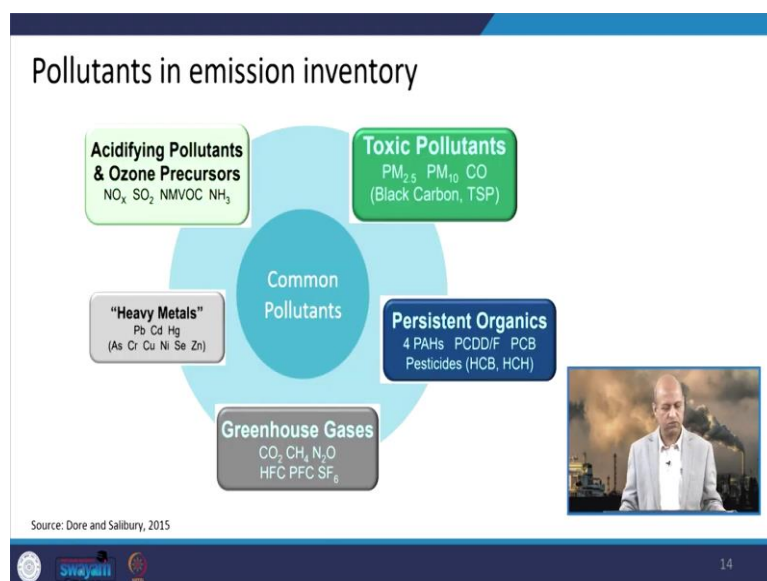 Pollutants in emission inventory
Acidifying Pollutants
& Ozone Precursors
NOₓ SO₂ NMVOC NH₃
Toxic Pollutants
PM₂.₅ PM₁₀ CO
(Black Carbon, TSP)
Common
Pollutants
"Heavy Metals"
Pb Cd Hg
(As Cr Cu Ni Se Zn)
Persistent Organics
4 PAHs PCDD/F PCB
Pesticides (HCB, HCH)
Greenhouse Gases
CO₂ CH₄ N₂O
HFC PFC SF₆
Source: Dore and Salibury, 2015
swayam
14